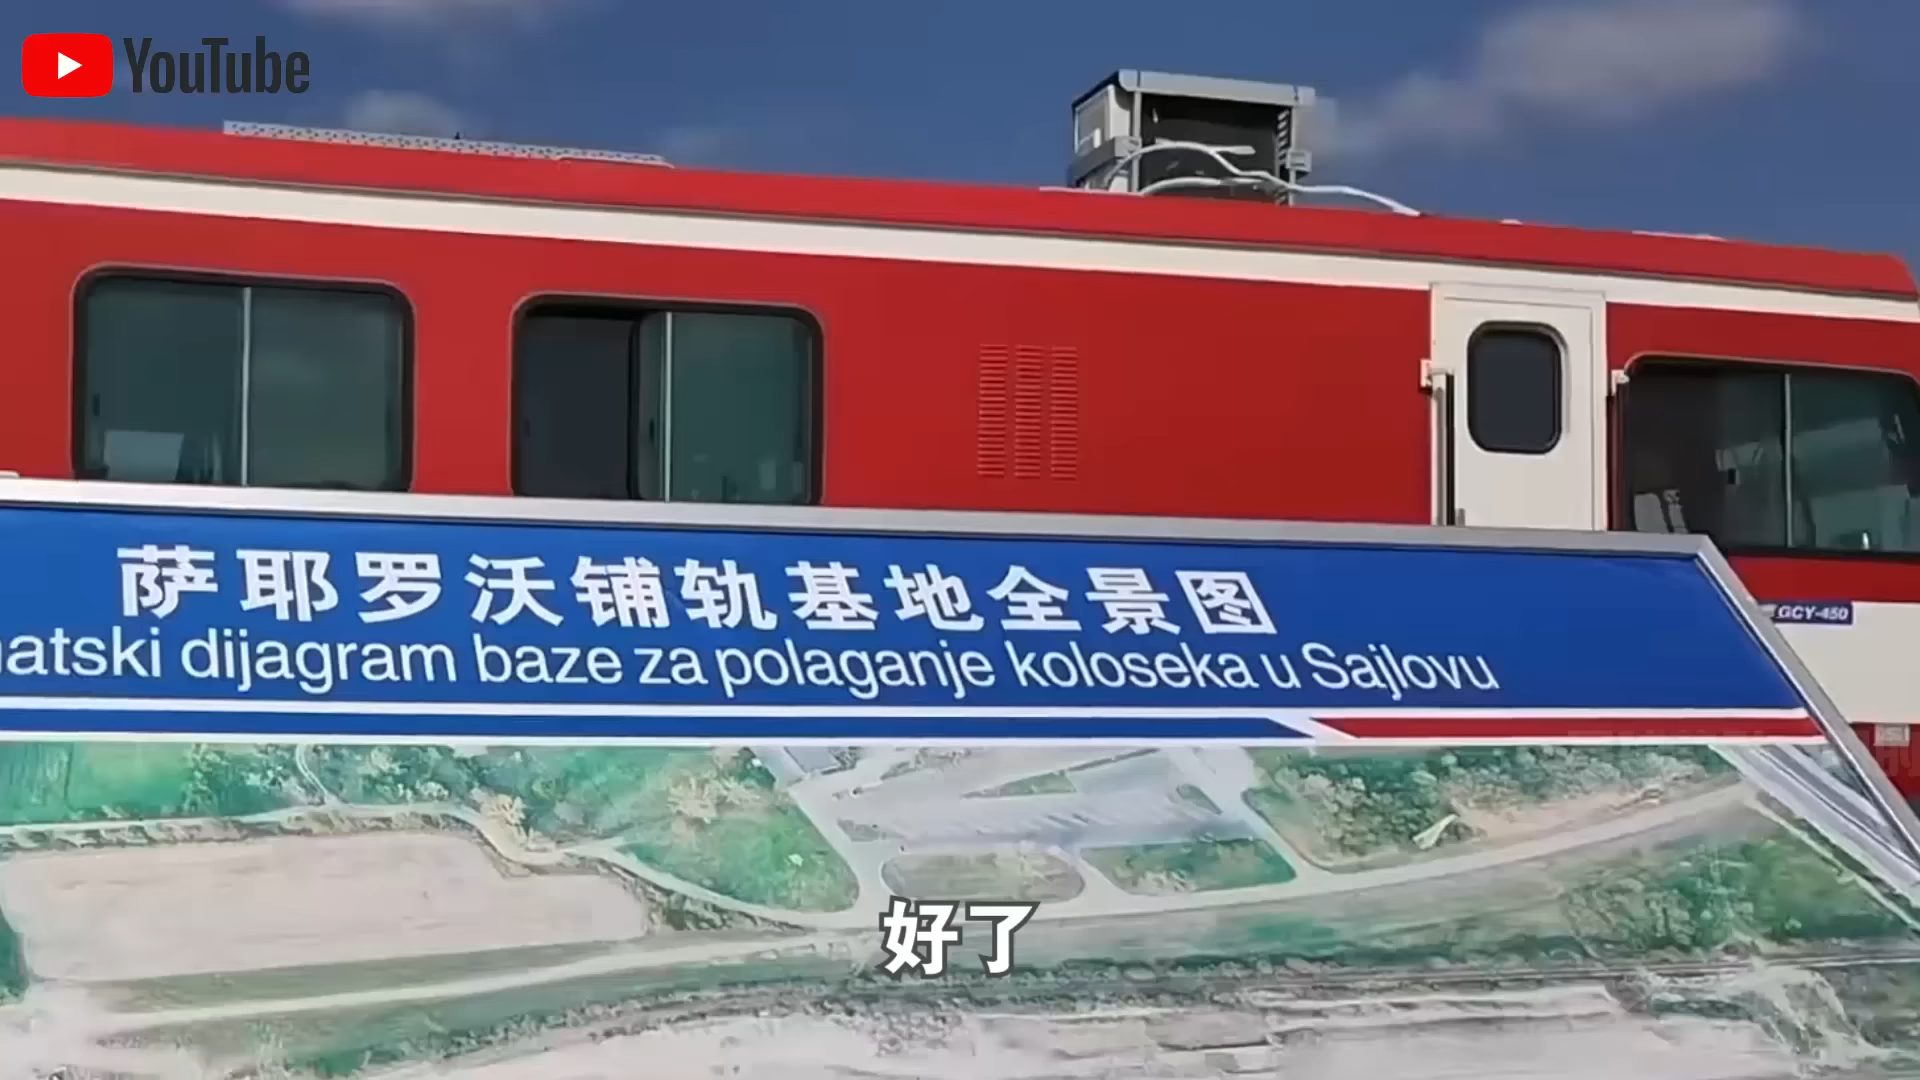 YouTube
GCY-450
萨耶罗沃铺轨基地全景图
atski dijagram baze za polaganje koloseka u Sajlovu
好了